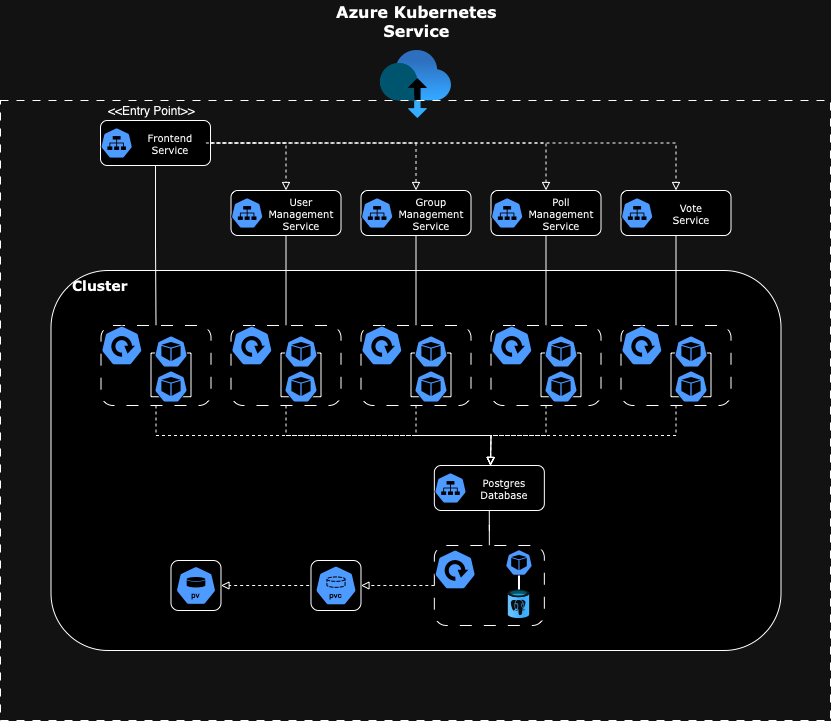 Azure Kubernetes
Service
<<Entry Point>>
Frontend
Service
User
Management
Service
Group
Management
Service
Poll
Management
Service
Vote
Service
Cluster
Postgres
Database
pv
pvc